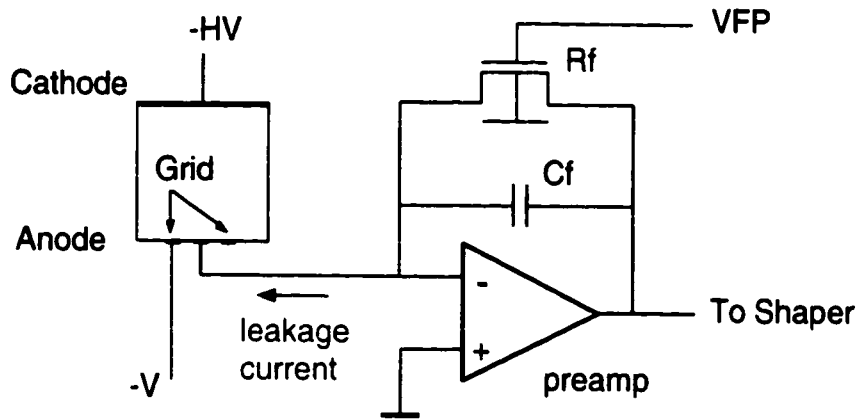 -HV
VFP
Rf
Cathode
Grid
Cf
Anode
-
To Shaper
leakage
current
+
-V
preamp